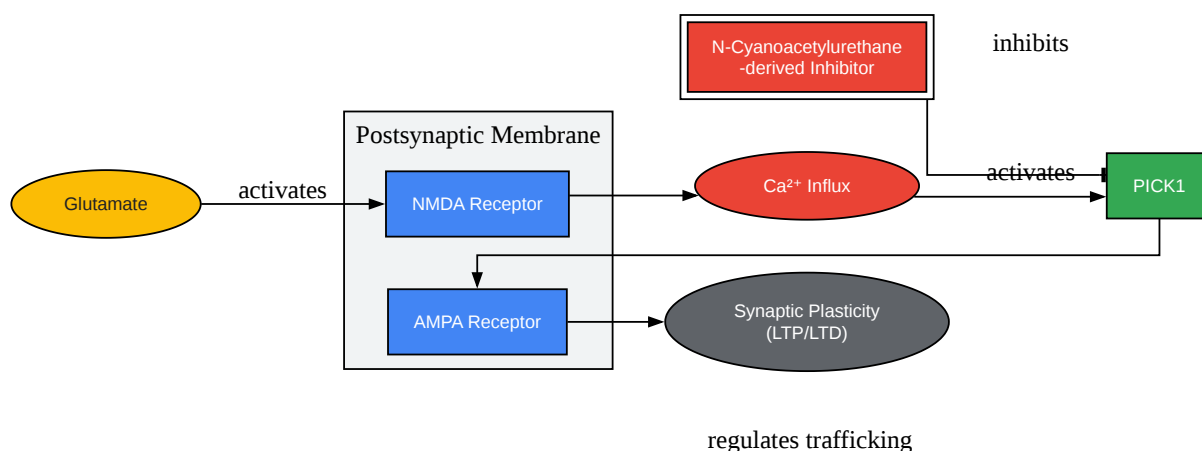 N-Cyanoacetylurethane
-derived Inhibitor
inhibits
Postsynaptic Membrane
Glutamate
activates
NMDA Receptor
Ca²⁺ Influx
activates
PICK1
AMPA Receptor
Synaptic Plasticity
(LTP/LTD)
regulates trafficking